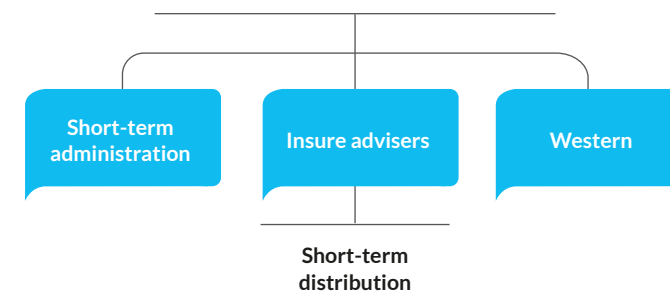 Short-term
administration
Insure advisers
Western
Short-term
distribution